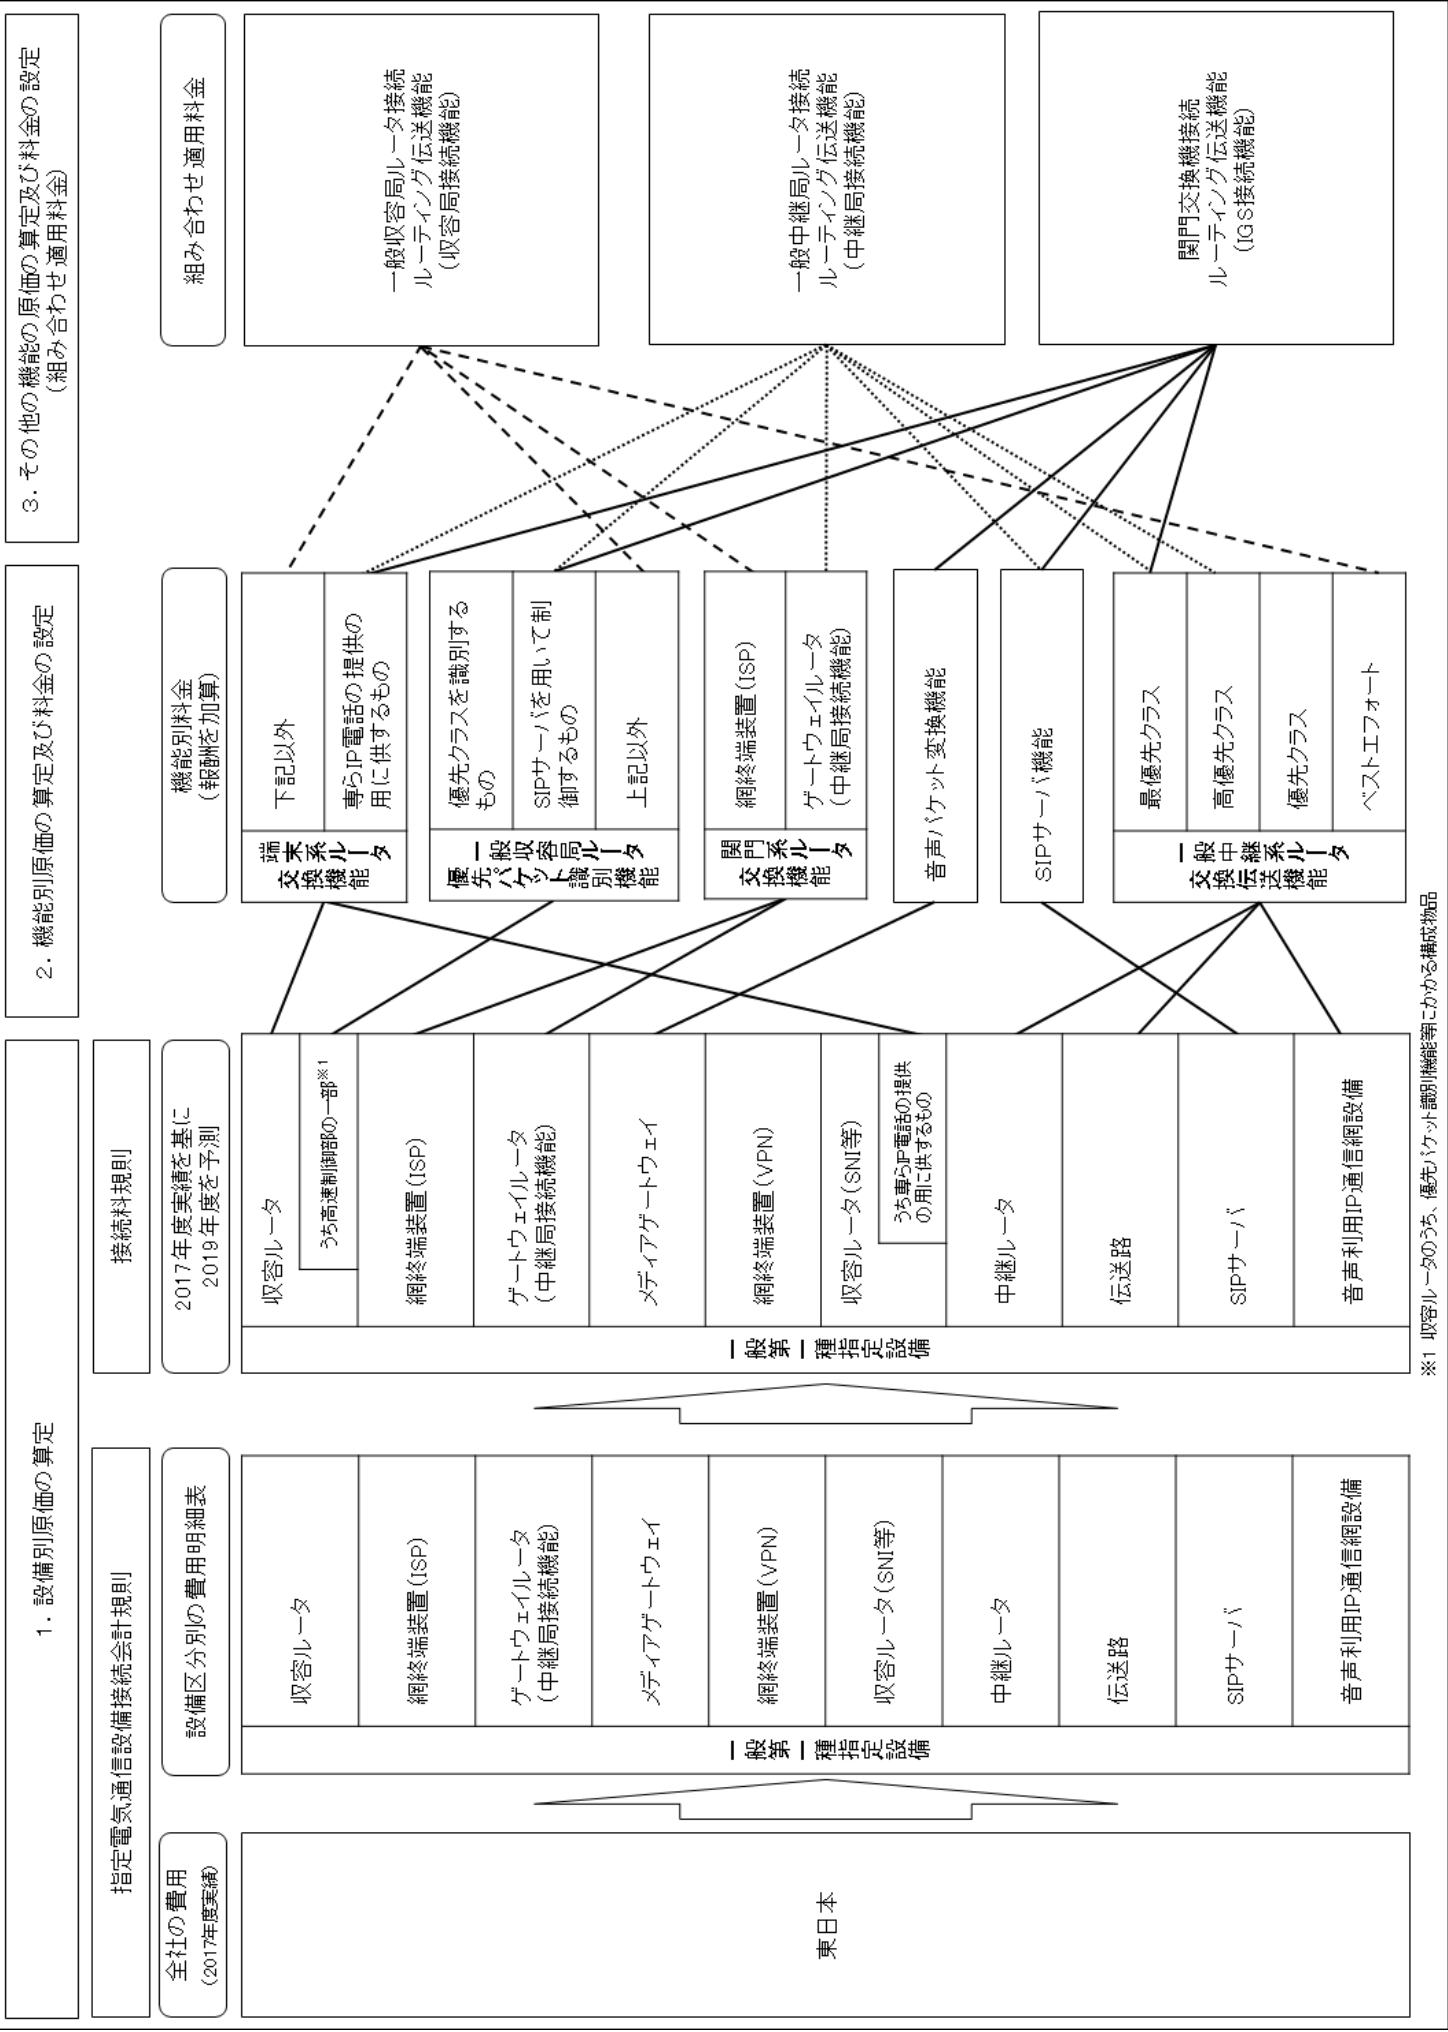 1．設備別原価の算定
2．機能別原価の算定及び料金の設定
3．その他の機能の原価の算定及び料金の設定
（組み合わせ適用料金）
指定電気通信設備接続会計規則
接続料規則
全社の費用
（2017年度実績）
設備区分別の費用明細表
2017年度実績を基に
2019年度を予測
機能別料金
（報酬を加算）
組み合わせ適用料金
東日本
一般第一種指定設備
収容ルータ
網終端装置（ISP）
ゲートウェイルータ
（中継局接続機能）
メディアゲートウェイ
網終端装置（VPN）
収容ルータ（SNI等）
中継ルータ
伝送路
SIPサーバ
音声利用IP通信網設備
一般第一種指定設備
収容ルータ
うち高速制御部の一部※1
網終端装置（ISP）
ゲートウェイルータ
（中継局接続機能）
メディアゲートウェイ
網終端装置（VPN）
収容ルータ（SNI等）
うち専らIP電話の提供
の用に供するもの
中継ルータ
伝送路
SIPサーバ
音声利用IP通信網設備
端末系ルータ
交換機能
下記以外
専らIP電話の提供の
用に供するもの
一般収容局ルータ
優先パケット識別機能
優先クラスを識別する
もの
SIPサーバを用いて制
御するもの
上記以外
関門系ルータ
交換機能
網終端装置（ISP）
ゲートウェイルータ
（中継局接続機能）
音声パケット変換機能
SIPサーバ機能
一般中継系ルータ
交換伝送機能
最優先クラス
高優先クラス
優先クラス
ベストエフォート
一般収容局ルータ接続
ルーティング伝送機能
（収容局接続機能）
一般中継局ルータ接続
ルーティング伝送機能
（中継局接続機能）
関門交換機接続
ルーティング伝送機能
（IGS接続機能）
※1 収容ルータのうち、優先パケット識別機能等にかかる構成物品